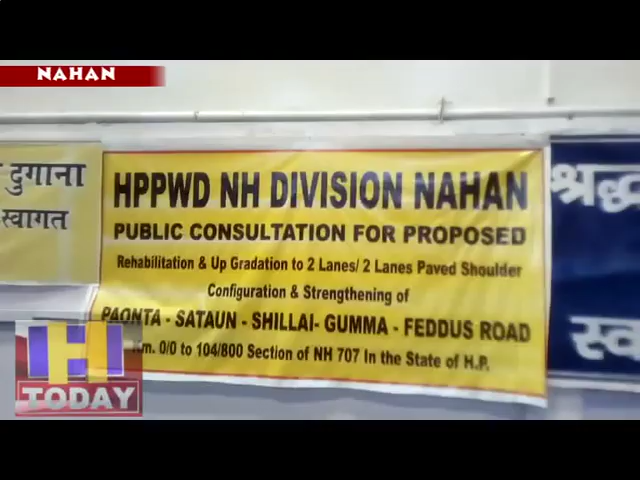 NAHAN
दुगाना
स्वागत
HPPWD NH DIVISION NAHAN
PUBLIC CONSULTATION FOR PROPOSED
Rehabilitation & Up Gradation to 2 Lanes/ 2 Lanes Paved Shoulder
Configuration & Strengthening of
PAONTA - SATAUN - SHILLAI- GUMMA - FEDDUS ROAD
Km. 0/0 to 104/800 Section of NH 707 In the State of H.P.
H
TODAY